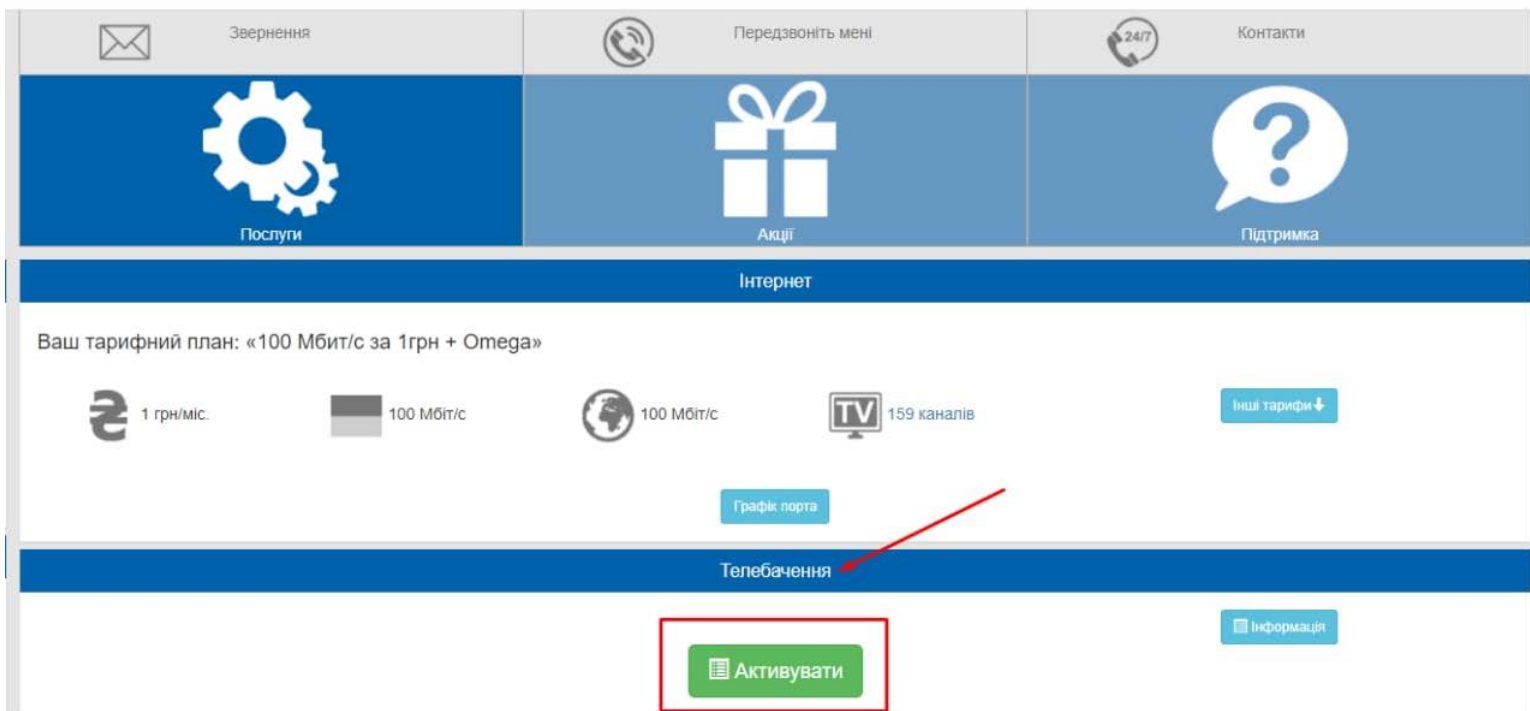 Звернення
Передзвоніть мені
24/7
Контакти
Послуги
Акції
Підтримка
Інтернет
Ваш тарифний план: «100 Мбит/с за 1грн + Omega»
1 грн/міс.
100 Мбіт/с
100 Мбіт/с
TV
159 каналів
Інші тарифи
Графік порта
Телебачення
Інформація
Активувати